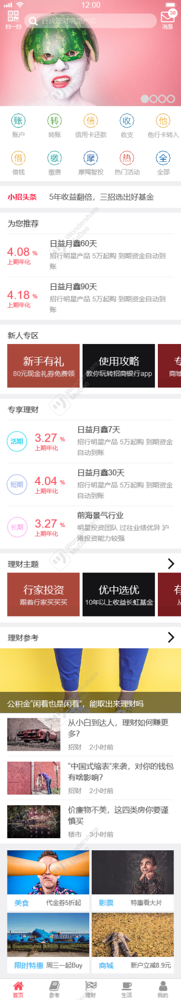 12:00
行庆理财明星产品
38
扫一扫
消息
账 转 信 收 他
账户 转账 信用卡还款 收支 他行卡转入
借 缴 摩 热 全
借钱 缴费 摩羯智投 热门活动 全部
小招头条 5年收益翻倍，三招选出好基金
为您推荐
日益月鑫60天
4.08 %
上期年化
招行明星产品 5万起购 到期资金自动到
账
日益月鑫90天
4.18 %
上期年化
招行明星产品 5万起购 到期资金自动到
账
新人专区
新手有礼 使用攻略 专
80元现金礼券免费领 教你玩转招商银行app 商城
专享理财
日益月鑫7天
活期 3.27 %
上期年化
招行明星产品 5万起购 到期资金
自动到账
日益月鑫30天
短期 4.04 %
上期年化
招行明星产品 5万起购 到期资金
自动到账
前海景气行业
长期 3.27 %
上期年化
明星投资团队 过往业绩优异 沪
港投资能力较强
理财主题
行家投资 优中选优 有
跟着行家买买买 10年以上收益长虹基金 从
理财参考
公积金“闲着也是闲着”，能取出来理财吗
从小白到达人，理财如何赚更
多？
招财 2小时前
“中国式缩表”来袭，对你的钱包
有啥影响？
招财 2小时前
价廉物不美，这四类房你要谨
慎买
楼市 3小时前
美食 代金券5折起 影票 特惠看大片
限时特惠 周三一起Buy 商城 新户立减8.9元
首页 参考 理财 生活 我的
Wondershare
MoDao